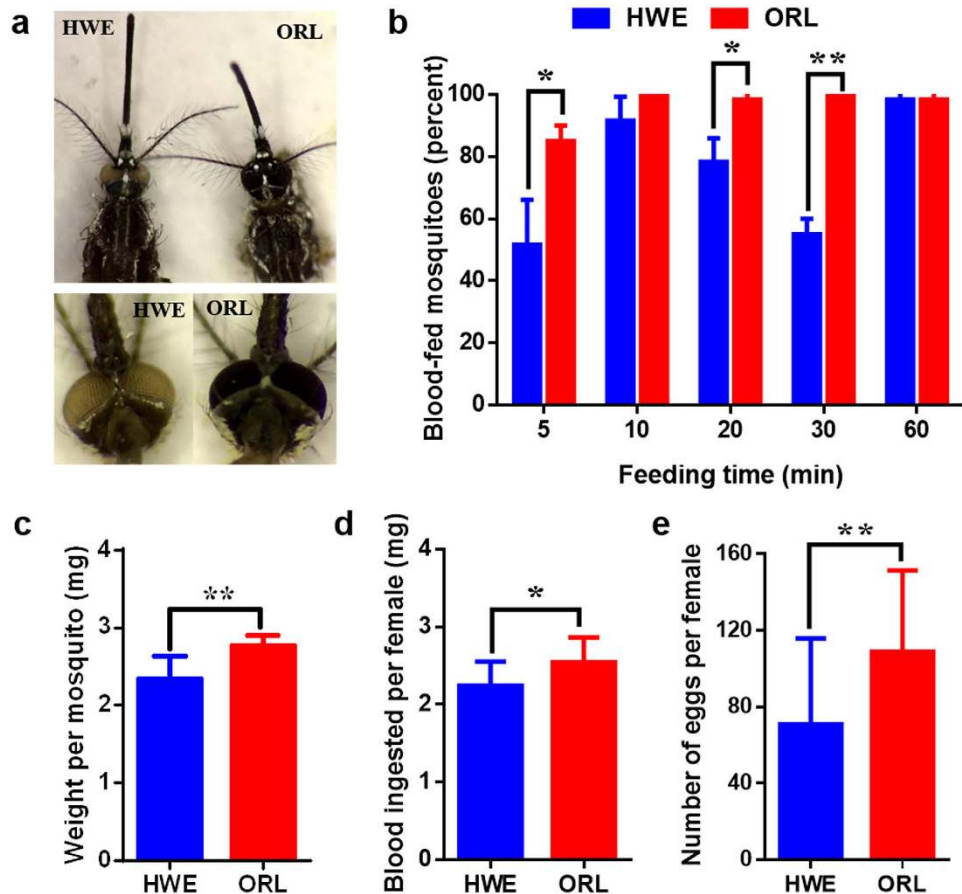 a
HWE
ORL
HWE
ORL
b
HWE ORL
Blood-fed mosquitoes (percent)
100
80
60
40
20
0
*
*
**
5 10 20 30 60
Feeding time (min)
c
Weight per mosquito (mg)
4
3
2
1
0
**
HWE ORL
d
Blood ingested per female (mg)
4
3
2
1
0
*
HWE ORL
e
Number of eggs per female
160
120
80
40
0
**
HWE ORL